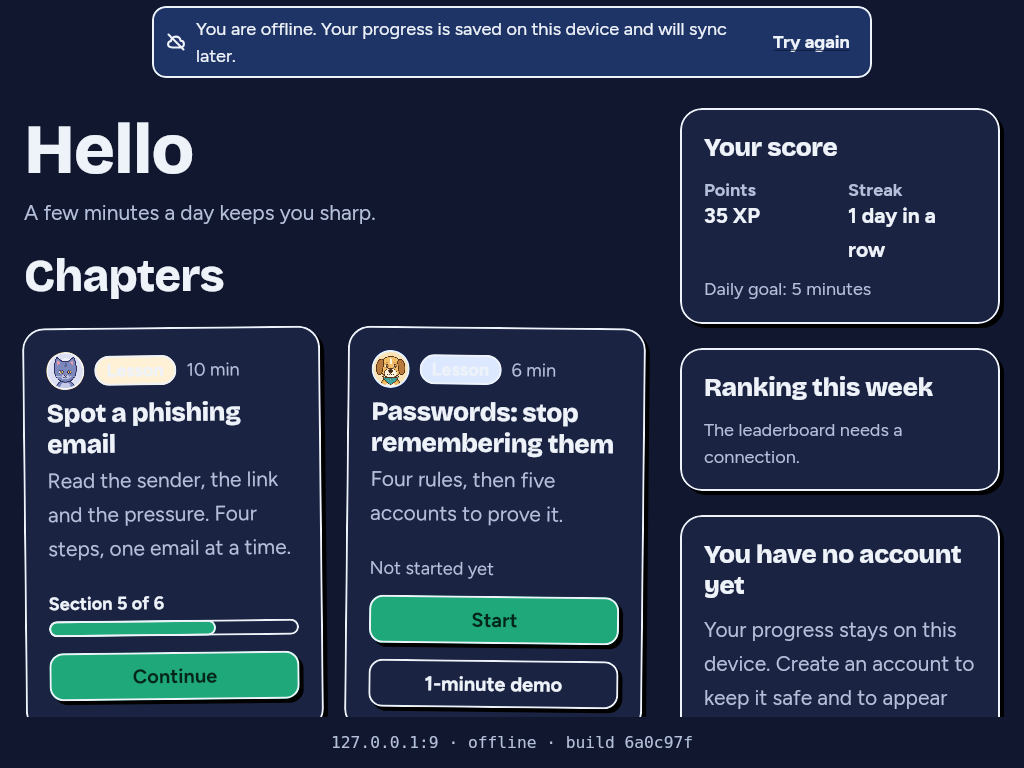 You are offline. Your progress is saved on this device and will sync
later.
Try again
Hello
A few minutes a day keeps you sharp.
Chapters
Lesson
10 min
Spot a phishing
email
Read the sender, the link
and the pressure. Four
steps, one email at a time.
Section 5 of 6
Continue
Lesson
6 min
Passwords: stop
remembering them
Four rules, then five
accounts to prove it.
Not started yet
Start
1-minute demo
Your score
Points
35 XP
Streak
1 day in a
row
Daily goal: 5 minutes
Ranking this week
The leaderboard needs a
connection.
You have no account
yet
Your progress stays on this
device. Create an account to
keep it safe and to appear
127.0.0.1:9 · offline · build 6a0c97f